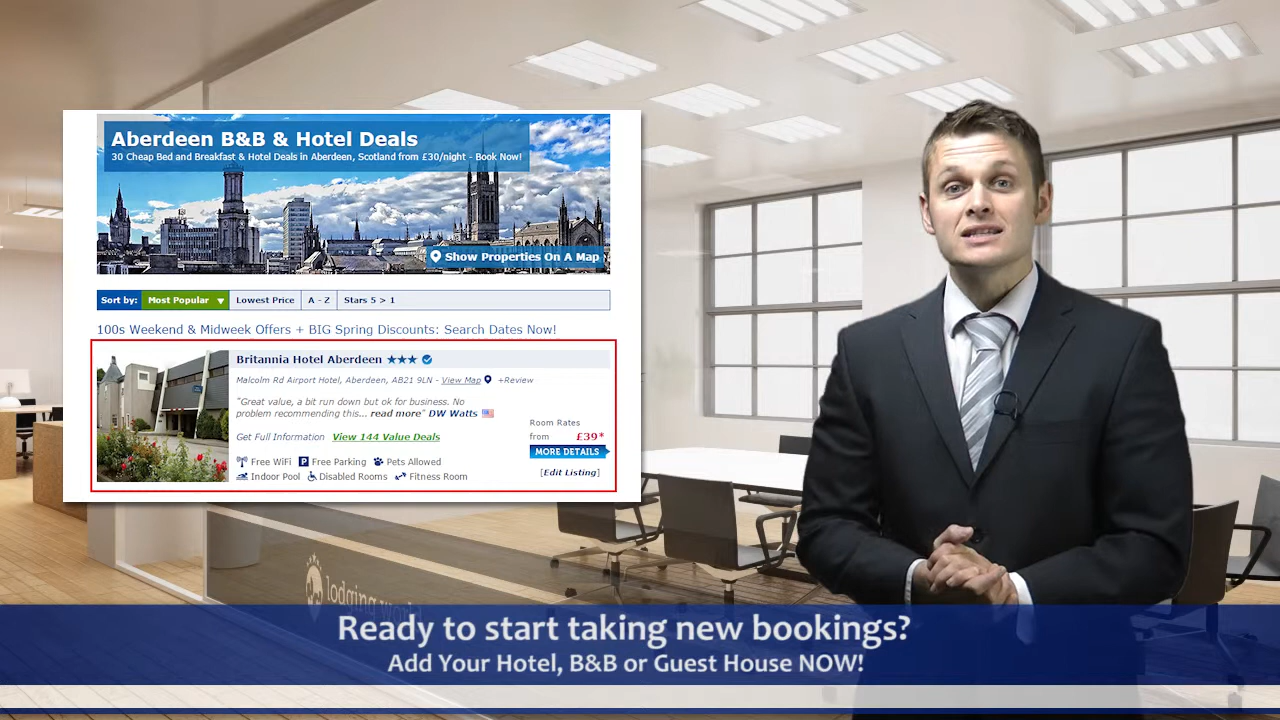 Aberdeen B&B & Hotel Deals
30 Cheap Bed and Breakfast & Hotel Deals in Aberdeen, Scotland from £30/night - Book Now!
Show Properties On A Map
Sort by: Most Popular Lowest Price A - Z Stars 5 > 1
100s Weekend & Midweek Offers + BIG Spring Discounts: Search Dates Now!
Britannia Hotel Aberdeen
Malcolm Rd Airport Hotel, Aberdeen, AB21 9LN - View Map +Review
"Great value, a bit run down but ok for business. No
problem recommending this... read more" DW Watts
Room Rates
from £39*
Get Full Information View 144 Value Deals
MORE DETAILS
Free WiFi P Free Parking Pets Allowed
Indoor Pool Disabled Rooms Fitness Room
[Edit Listing]
lodging
Ready to start taking new bookings?
Add Your Hotel, B&B or Guest House NOW!